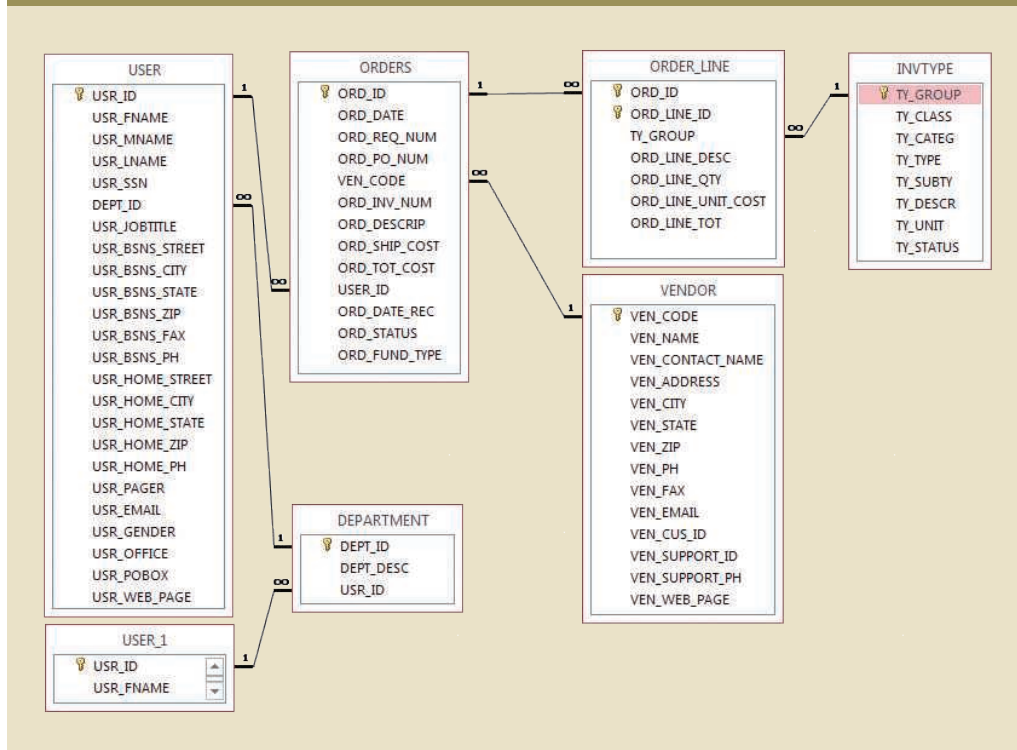 USER
USR_ID
USR_FNAME
USR_MNAME
USR_LNAME
USR_SSN
DEPT_ID
USR_JOBTITLE
USR_BSNS_STREET
USR_BSNS_CITY
USR_BSNS_STATE
USR_BSNS_ZIP
USR_BSNS_FAX
USR_BSNS_PH
USR_HOME_STREET
USR_HOME_CITY
USR_HOME_STATE
USR_HOME_ZIP
USR_HOME_PH
USR_PAGER
USR_EMAIL
USR_GENDER
USR_OFFICE
USR_POBOX
USR_WEB_PAGE
1
∞
ORDERS
ORD_ID
ORD_DATE
ORD_REQ_NUM
ORD_PO_NUM
VEN_CODE
ORD_INV_NUM
ORD_DESCRIP
ORD_SHIP_COST
ORD_TOT_COST
USER_ID
ORD_DATE_REC
ORD_STATUS
ORD_FUND_TYPE
∞
1
∞
ORDER_LINE
ORD_ID
ORD_LINE_ID
TY_GROUP
ORD_LINE_DESC
ORD_LINE_QTY
ORD_LINE_UNIT_COST
ORD_LINE_TOT
∞
∞
1
INVTYPE
TY_GROUP
TY_CLASS
TY_CATEG
TY_TYPE
TY_SUBTY
TY_DESCR
TY_UNIT
TY_STATUS
1
VENDOR
VEN_CODE
VEN_NAME
VEN_CONTACT_NAME
VEN_ADDRESS
VEN_CITY
VEN_STATE
VEN_ZIP
VEN_PH
VEN_FAX
VEN_EMAIL
VEN_CUS_ID
VEN_SUPPORT_ID
VEN_SUPPORT_PH
VEN_WEB_PAGE
1
∞
DEPARTMENT
DEPT_ID
DEPT_DESC
USR_ID
USER_1
USR_ID
USR_FNAME
1